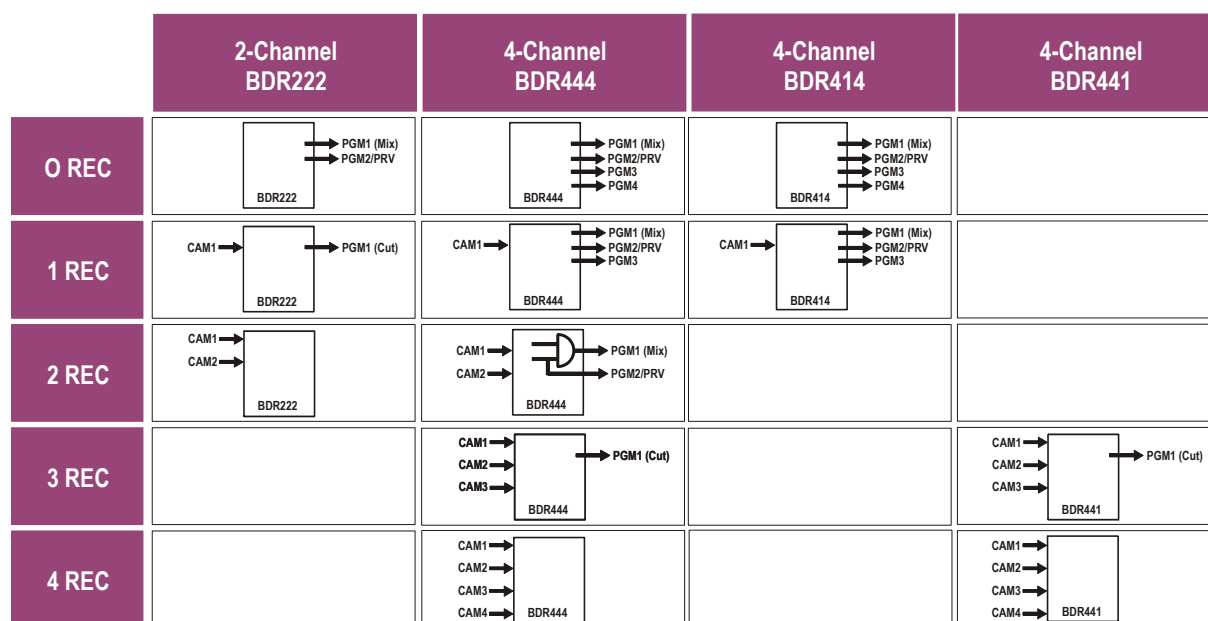 2-Channel
BDR222
4-Channel
BDR444
4-Channel
BDR414
4-Channel
BDR441
O REC
PGM1 (Mix)
PGM2/PRV
BDR222
PGM1 (Mix)
PGM2/PRV
PGM3
PGM4
BDR444
PGM1 (Mix)
PGM2/PRV
PGM3
PGM4
BDR414
1 REC
CAM1
PGM1 (Cut)
BDR222
CAM1
PGM1 (Mix)
PGM2/PRV
PGM3
BDR444
CAM1
PGM1 (Mix)
PGM2/PRV
PGM3
BDR414
2 REC
CAM1
CAM2
BDR222
CAM1
CAM2
PGM1 (Mix)
PGM2/PRV
BDR444
3 REC
CAM1
CAM2
CAM3
PGM1 (Cut)
BDR444
CAM1
CAM2
CAM3
PGM1 (Cut)
BDR441
4 REC
CAM1
CAM2
CAM3
CAM4
BDR444
CAM1
CAM2
CAM3
CAM4
BDR441